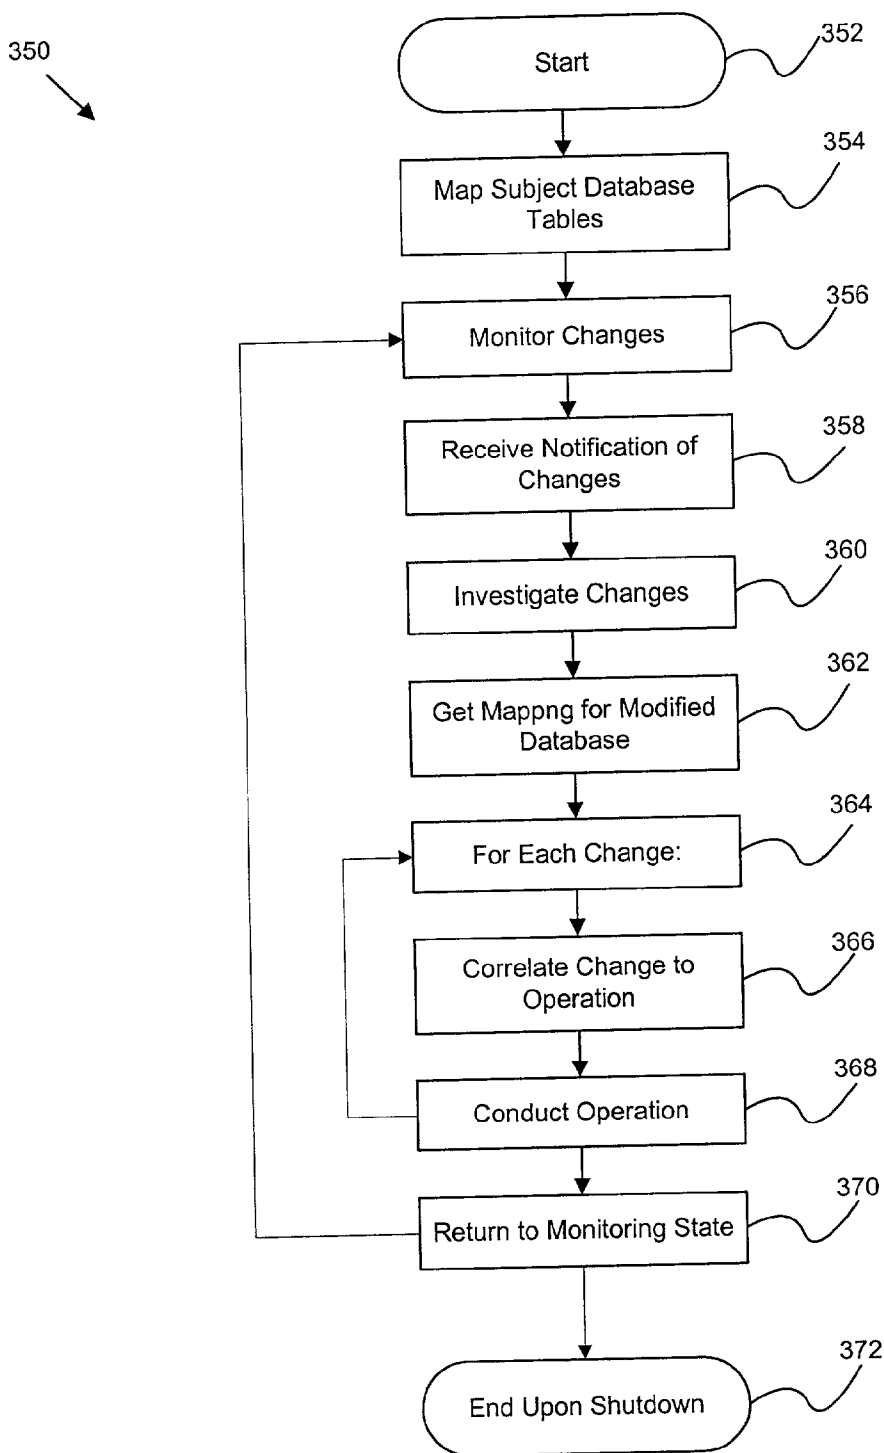 350
352
Start
354
Map Subject Database
Tables
356
Monitor Changes
358
Receive Notification of
Changes
360
Investigate Changes
362
Get Mappng for Modified
Database
364
For Each Change:
366
Correlate Change to
Operation
368
Conduct Operation
370
Return to Monitoring State
372
End Upon Shutdown